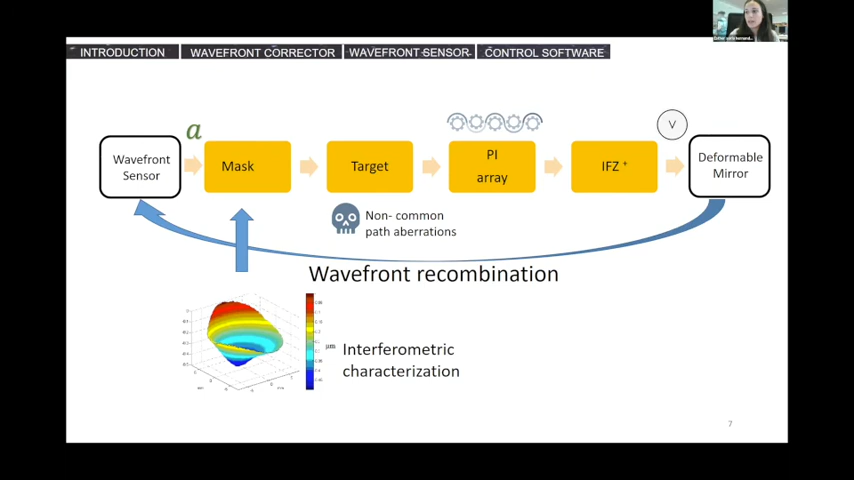 INTRODUCTION
WAVEFRONT CORRECTOR
WAVEFRONT SENSOR
CONTROL SOFTWARE
a
V
Wavefront
Sensor
Mask
Target
PI
array
IFZ +
Deformable
Mirror
Non- common
path aberrations
Wavefront recombination
μm
Interferometric
characterization
7